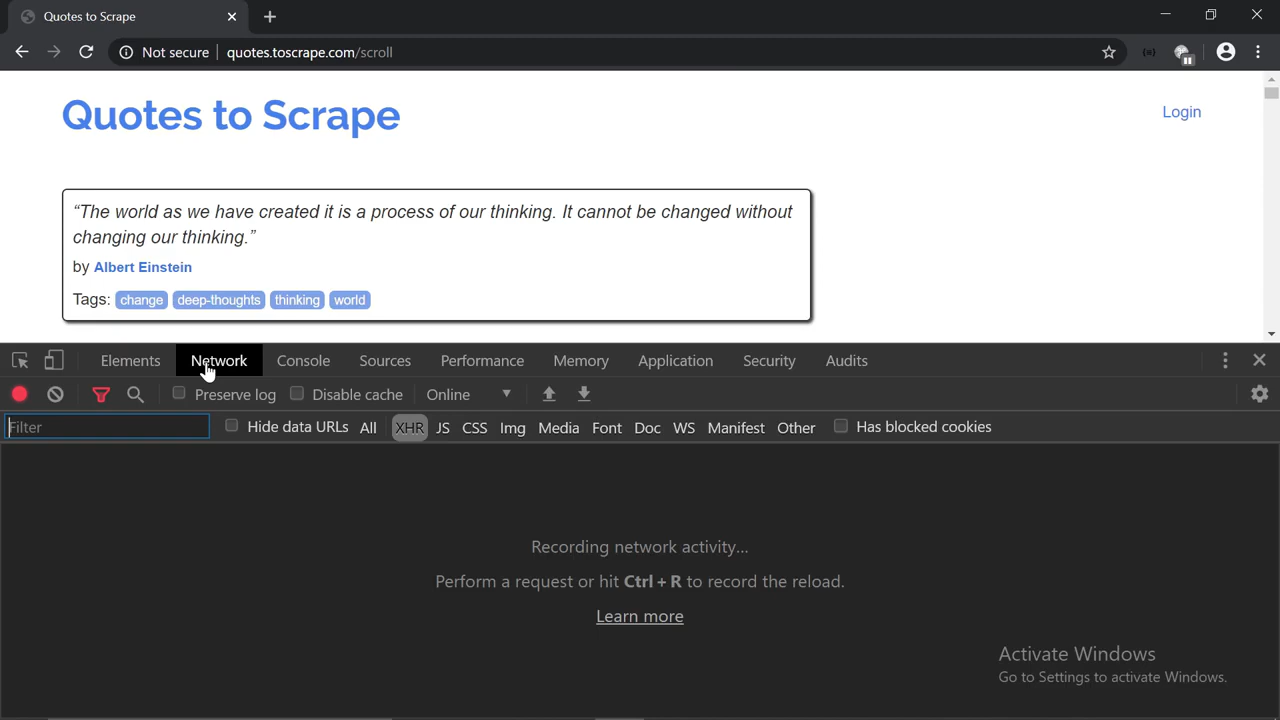 Quotes to Scrape
Not secure quotes.toscrape.com/scroll
Quotes to Scrape
Login
“The world as we have created it is a process of our thinking. It cannot be changed without
changing our thinking.”
by Albert Einstein
Tags: change deep-thoughts thinking world
Elements Network Console Sources Performance Memory Application Security Audits
Preserve log Disable cache Online
Filter Hide data URLs All XHR JS CSS Img Media Font Doc WS Manifest Other Has blocked cookies
Recording network activity...
Perform a request or hit Ctrl + R to record the reload.
Learn more
Activate Windows
Go to Settings to activate Windows.